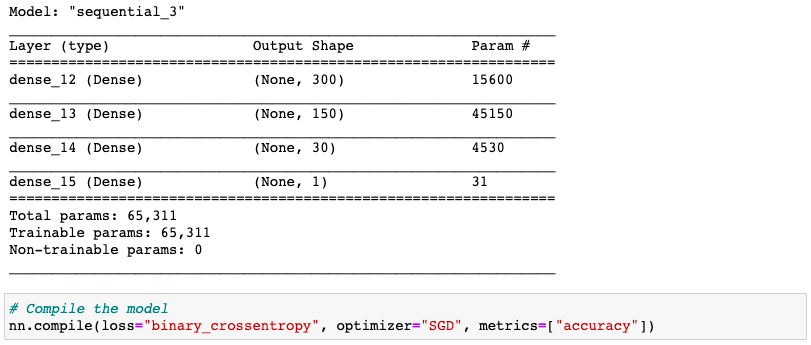 Model: "sequential_3"
Layer (type) Output Shape Param #
dense_12 (Dense) (None, 300) 15600
dense_13 (Dense) (None, 150) 45150
dense_14 (Dense) (None, 30) 4530
dense_15 (Dense) (None, 1) 31
Total params: 65,311
Trainable params: 65,311
Non-trainable params: 0
# Compile the model
nn.compile(loss="binary_crossentropy", optimizer="SGD", metrics=["accuracy"])